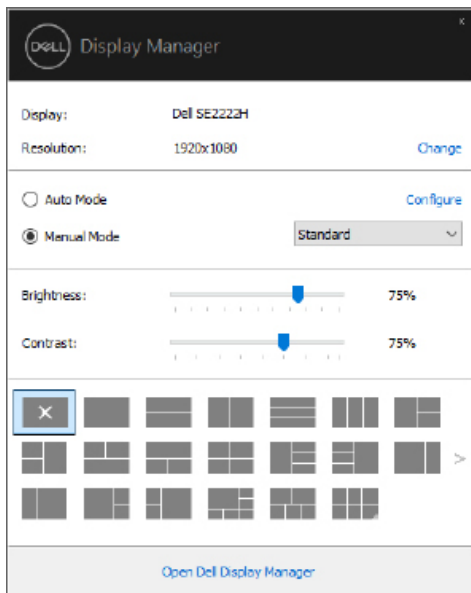 DELL Display Manager
Display: Dell SE2222H
Resolution: 1920x1080 Change
Auto Mode Configure
Manual Mode Standard
Brightness: 75%
Contrast: 75%
Open Dell Display Manager